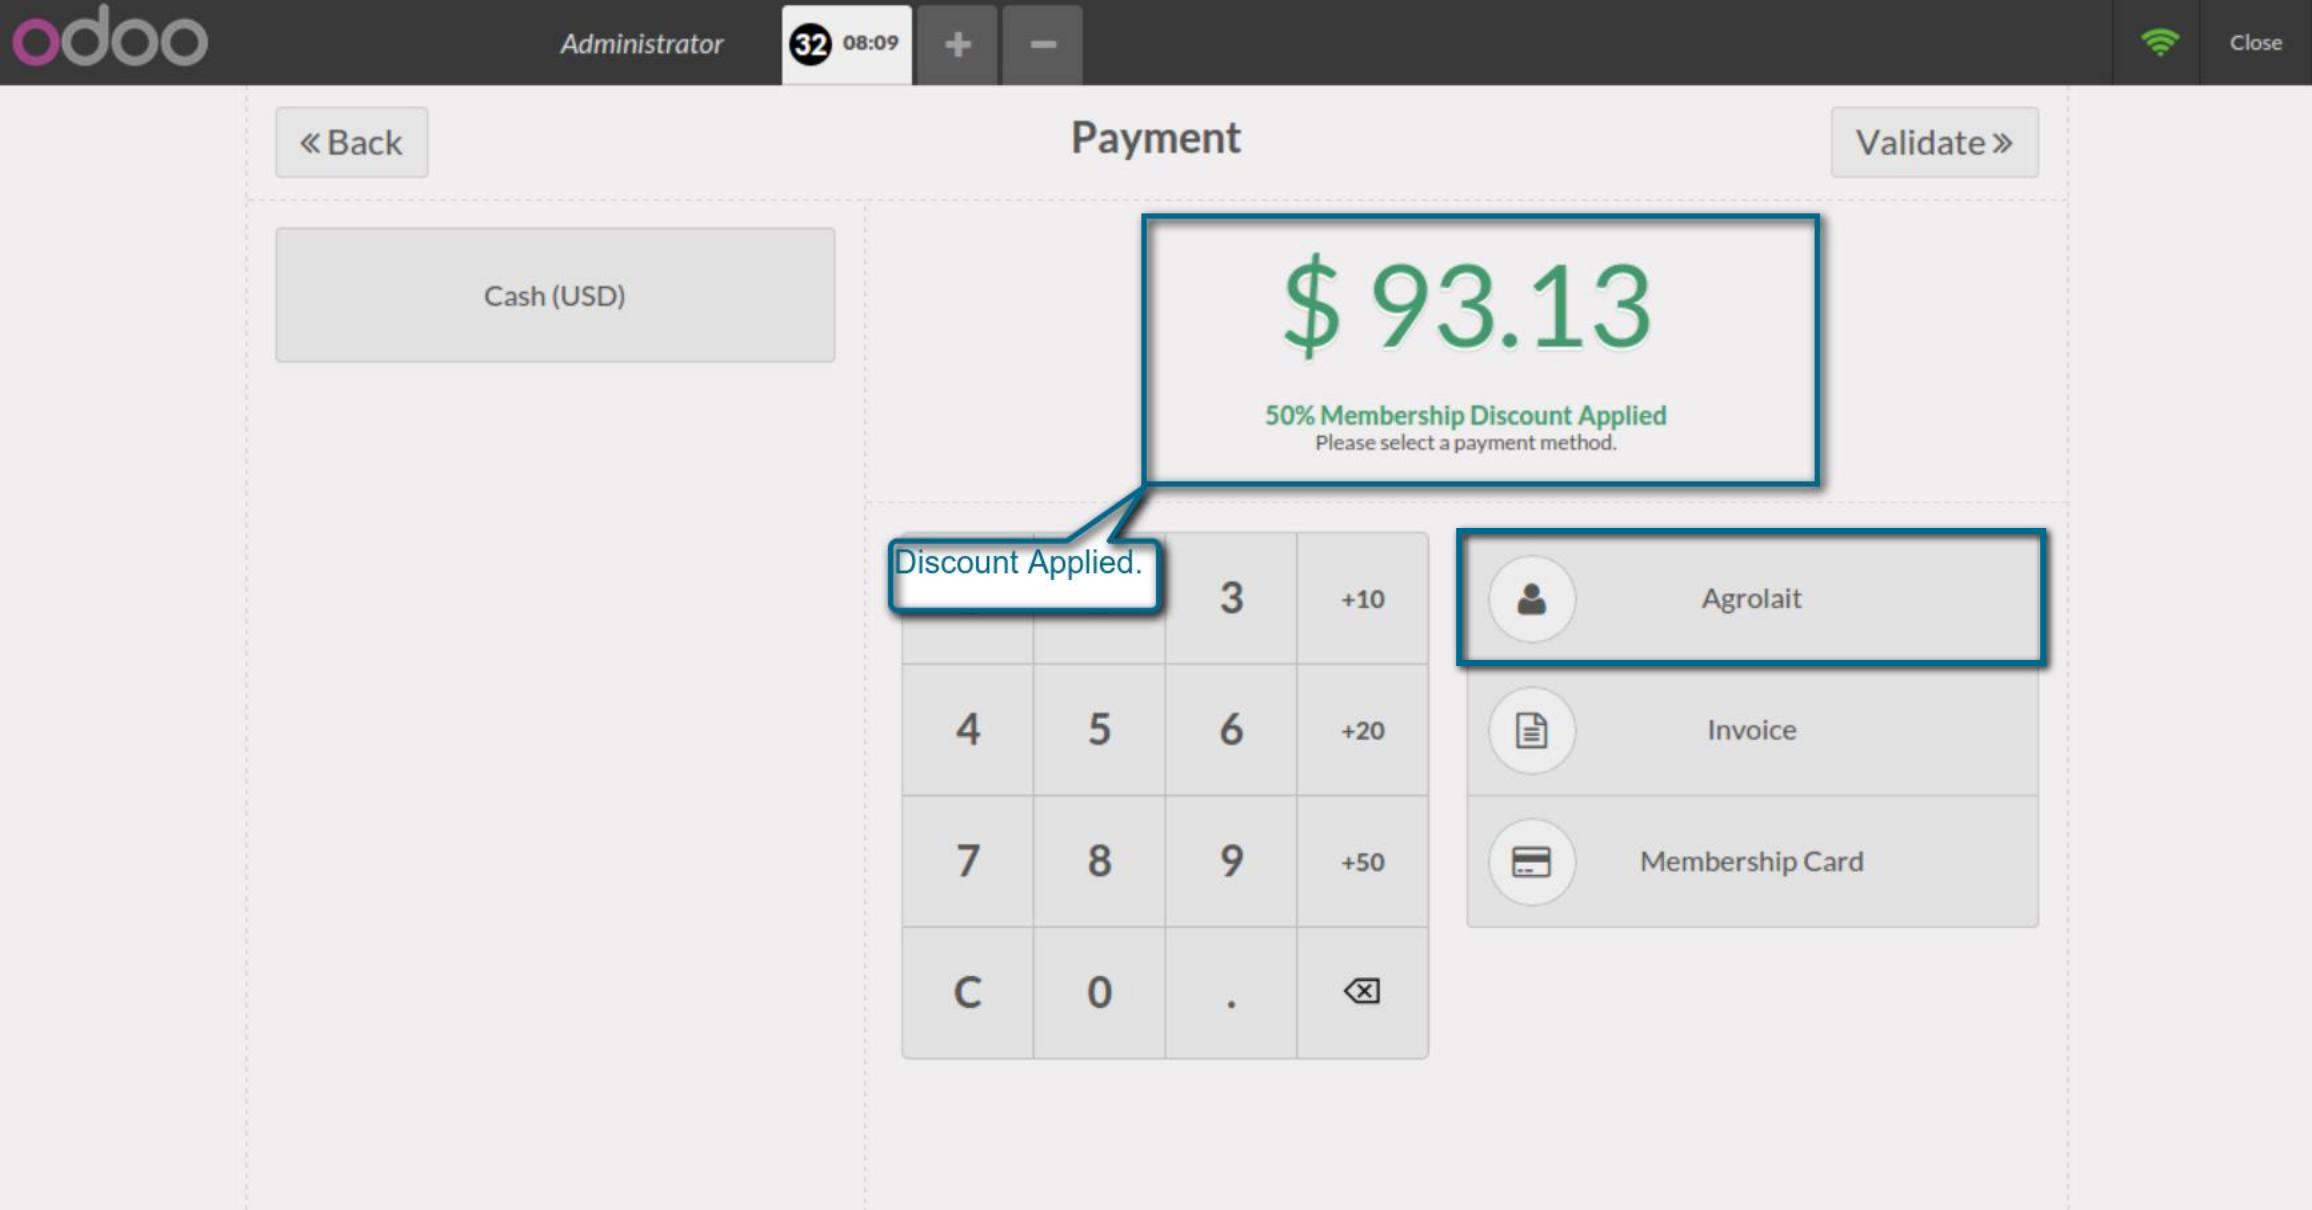 odoo
Administrator
32 08:09
+
−
Close
«Back
Payment
Validate»
Cash (USD)
$ 93.13
50% Membership Discount Applied
Please select a payment method.
Discount Applied.
3 +10
Agrolait
4 5 6 +20
Invoice
7 8 9 +50
Membership Card
C 0 .